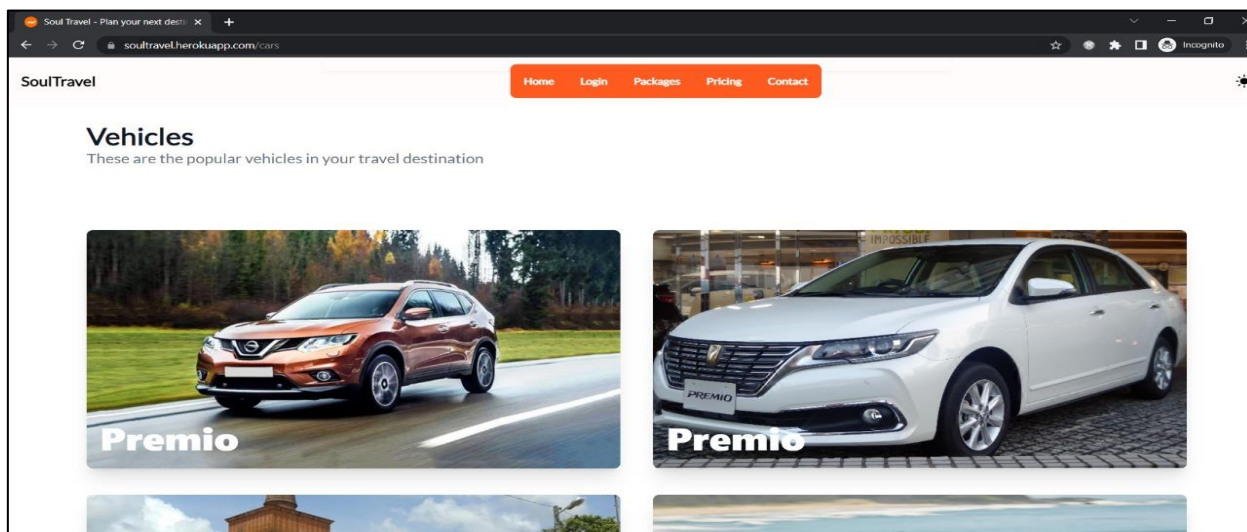 Soul Travel - Plan your next desti
soultravel.herokuapp.com/cars
Incognito
SoulTravel
Home Login Packages Pricing Contact
Vehicles
These are the popular vehicles in your travel destination
IMPOSSIBLE
PREMIO
Premio
Premio